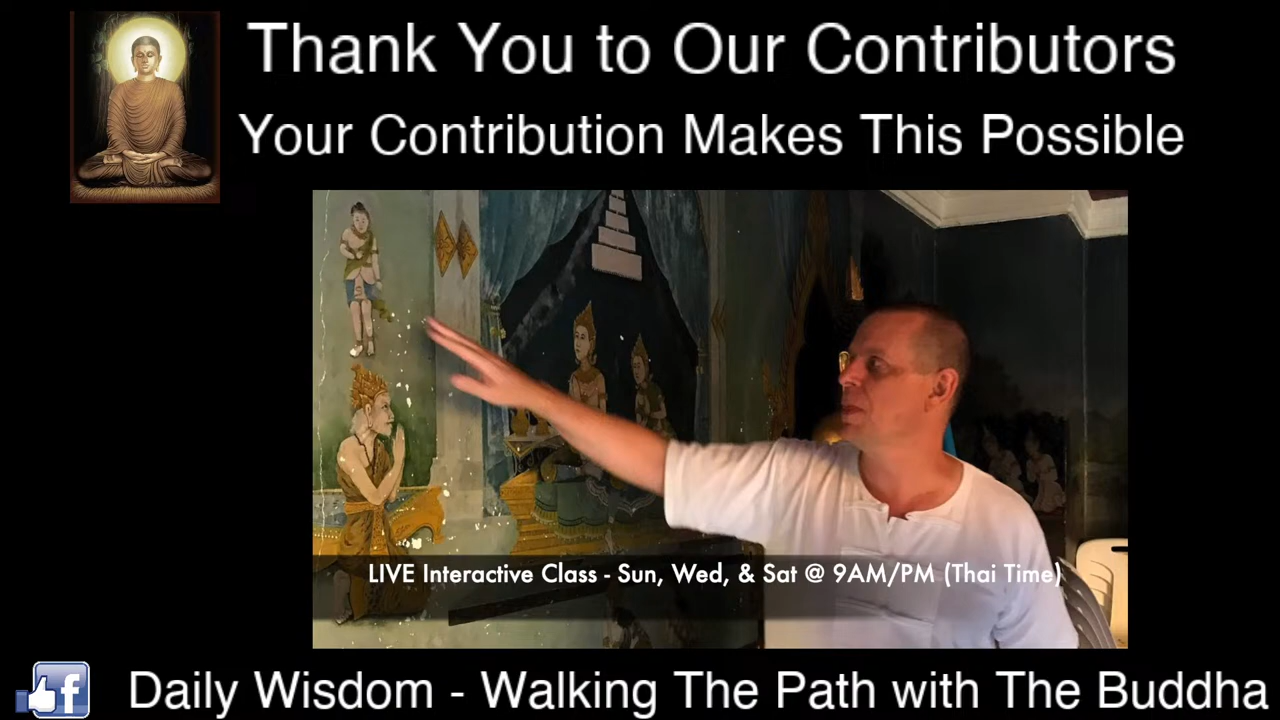 Thank You to Our Contributors
Your Contribution Makes This Possible
LIVE Interactive Class - Sun, Wed, & Sat @ 9AM/PM (Thai Time)
f Daily Wisdom - Walking The Path with The Buddha